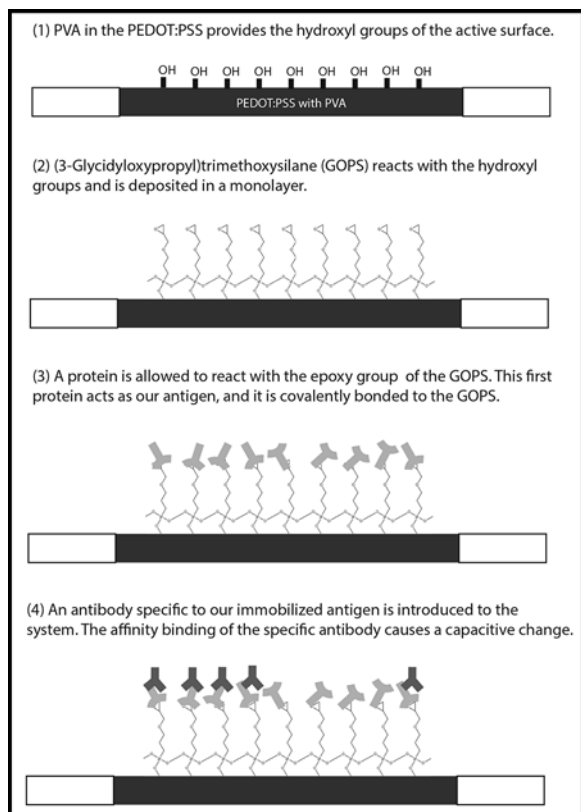 (1) PVA in the PEDOT:PSS provides the hydroxyl groups of the active surface.
OH OH OH OH OH OH OH OH OH
PEDOT:PSS with PVA
(2) (3-Glycidyloxypropyl)trimethoxysilane (GOPS) reacts with the hydroxyl
groups and is deposited in a monolayer.
(3) A protein is allowed to react with the epoxy group of the GOPS. This first
protein acts as our antigen, and it is covalently bonded to the GOPS.
(4) An antibody specific to our immobilized antigen is introduced to the
system. The affinity binding of the specific antibody causes a capacitive change.